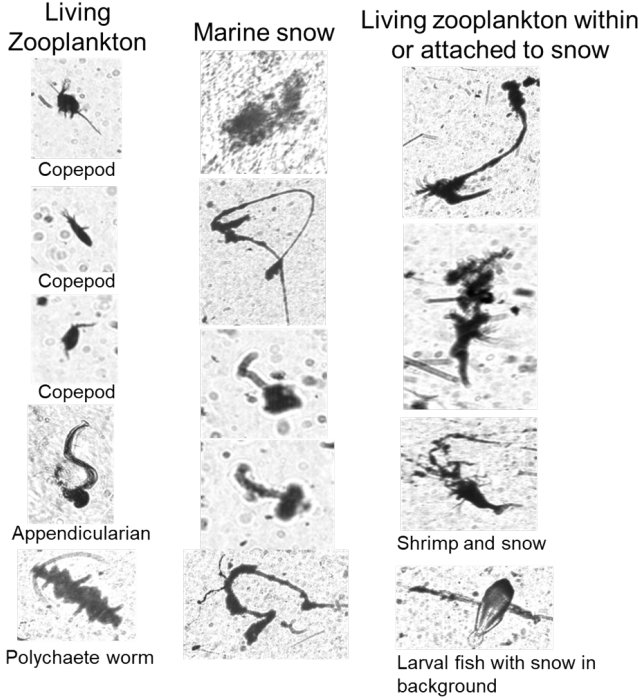 Living
Zooplankton
Marine snow
Living zooplankton within
or attached to snow
Copepod
Copepod
Copepod
Appendicularian
Polychaete worm
Shrimp and snow
Larval fish with snow in
background